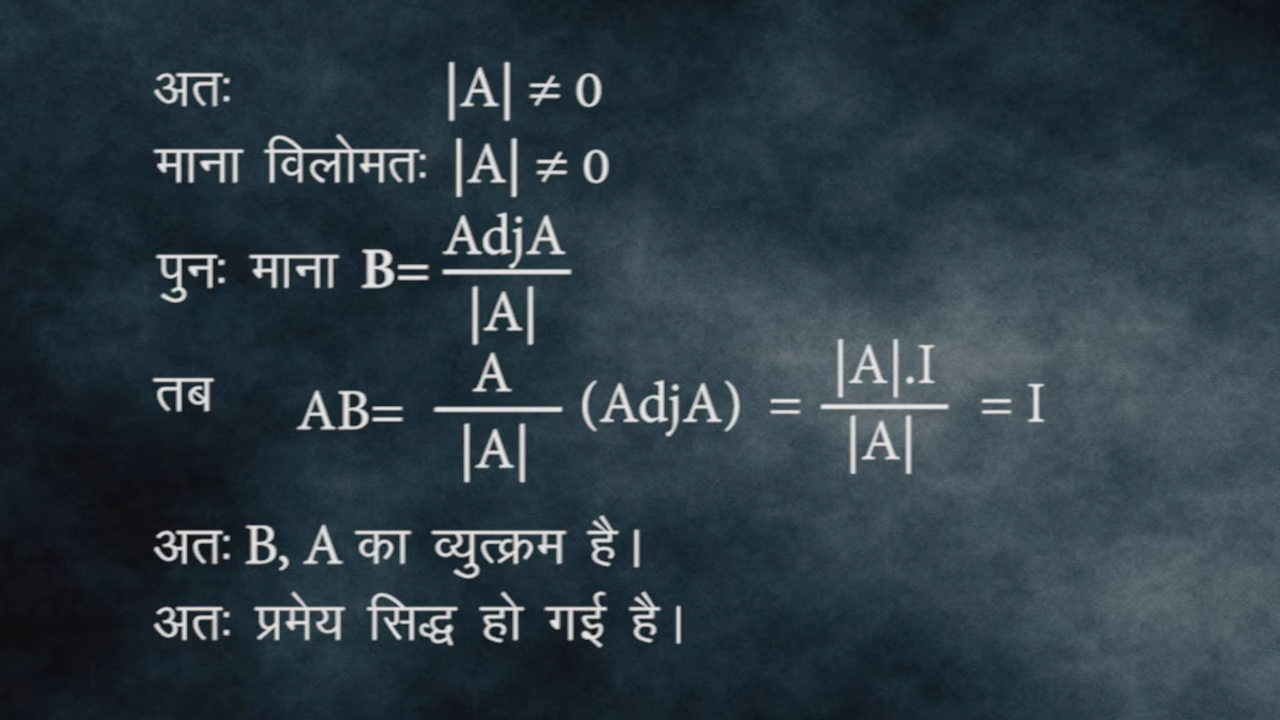 अतः |A| ≠ 0
माना विलोमतः |A| ≠ 0
पुनः माना B= AdjA / |A|
तब AB= A / |A| (AdjA) = |A|.I / |A| = I
अतः B, A का व्युत्क्रम है।
अतः प्रमेय सिद्ध हो गई है।